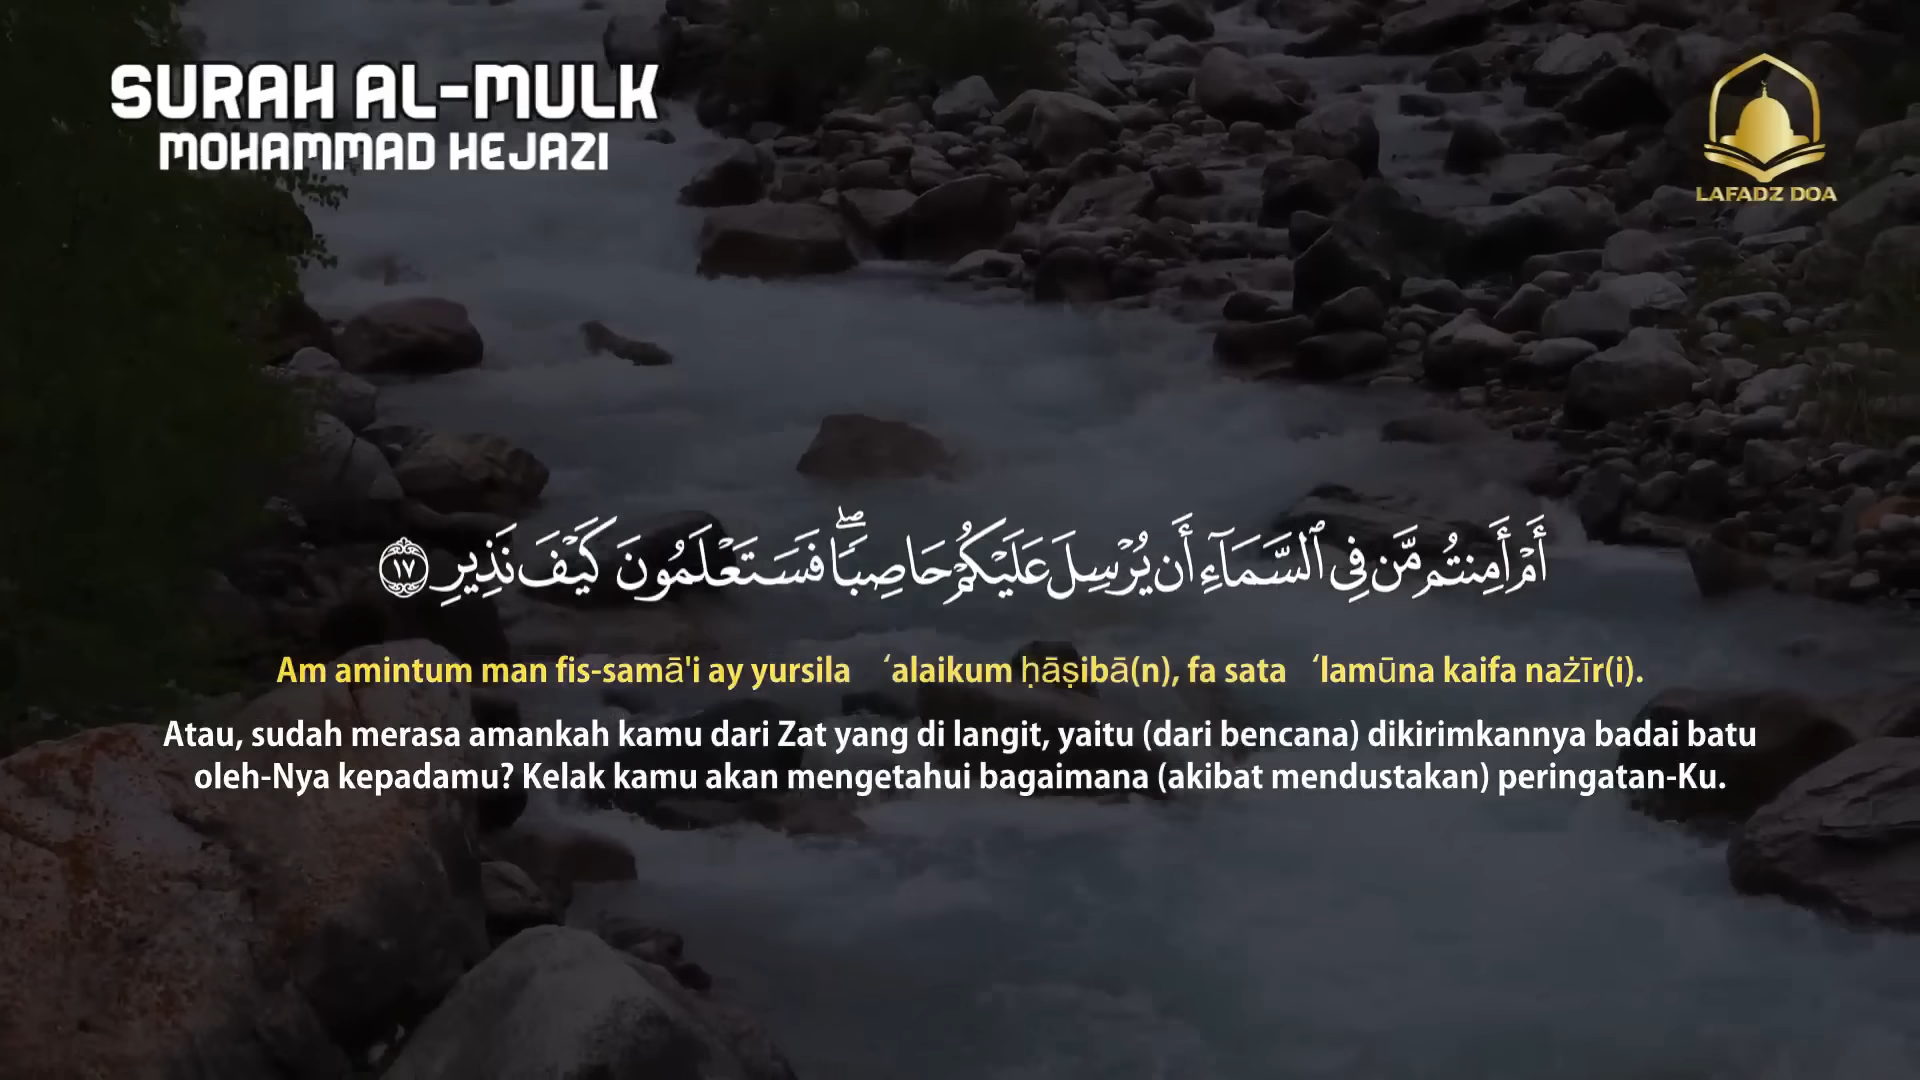 SURAH AL-MULK
MOHAMMAD HEJAZI
LAFADZ DOA
أَمْ أَمِنتُم مَّن فِي ٱلسَّمَآءِ أَن يُرْسِلَ عَلَيْكُمْ حَاصِبًاۖ فَسَتَعْلَمُونَ كَيْفَ نَذِيرِ ١٧
Am amintum man fis-samā'i ay yursila ‘alaikum ḥāṣibā(n), fa sata ‘lamūna kaifa nażīr(i).
Atau, sudah merasa amankah kamu dari Zat yang di langit, yaitu (dari bencana) dikirimkannya badai batu
oleh-Nya kepadamu? Kelak kamu akan mengetahui bagaimana (akibat mendustakan) peringatan-Ku.